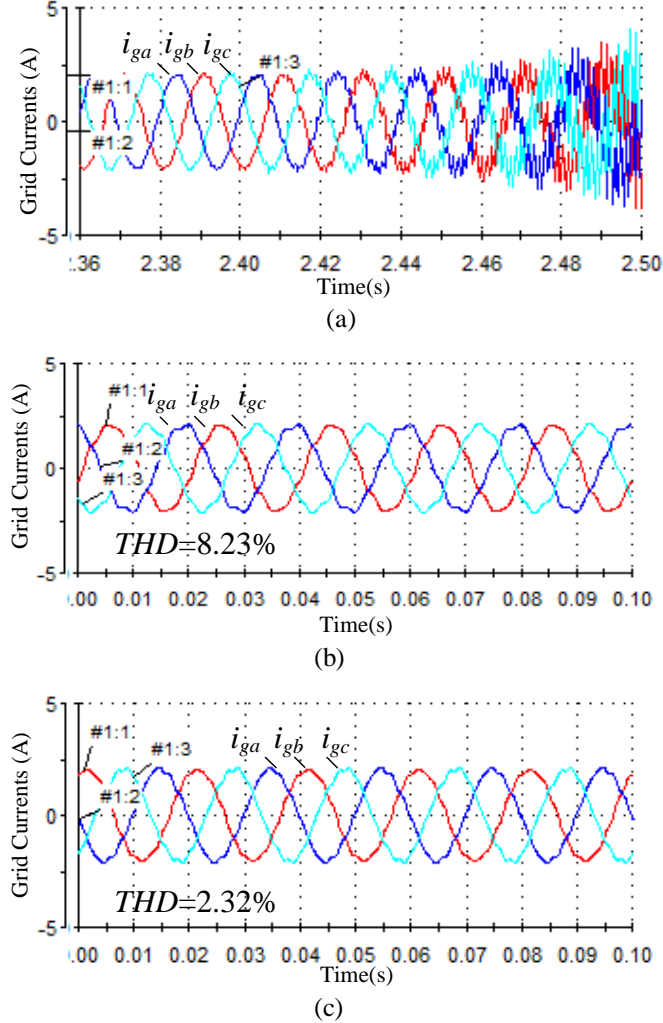 5
i_ga i_gb i_gc
#1:3
#1:1
Grid Currents (A)
0
#1:2
-5
:.36 2.38 2.40 2.42 2.44 2.46 2.48 2.50
Time(s)
(a)
5
#1:1
i_ga i_gb i_gc
Grid Currents (A)
#1:2
0
#1:3
THD=8.23%
-5
).00 0.01 0.02 0.03 0.04 0.05 0.06 0.07 0.08 0.09 0.10
Time(s)
(b)
5
#1:1
#1:3
i_ga i_gb i_gc
Grid Currents (A)
#1:2
0
THD=2.32%
-5
).00 0.01 0.02 0.03 0.04 0.05 0.06 0.07 0.08 0.09 0.10
Time(s)
(c)